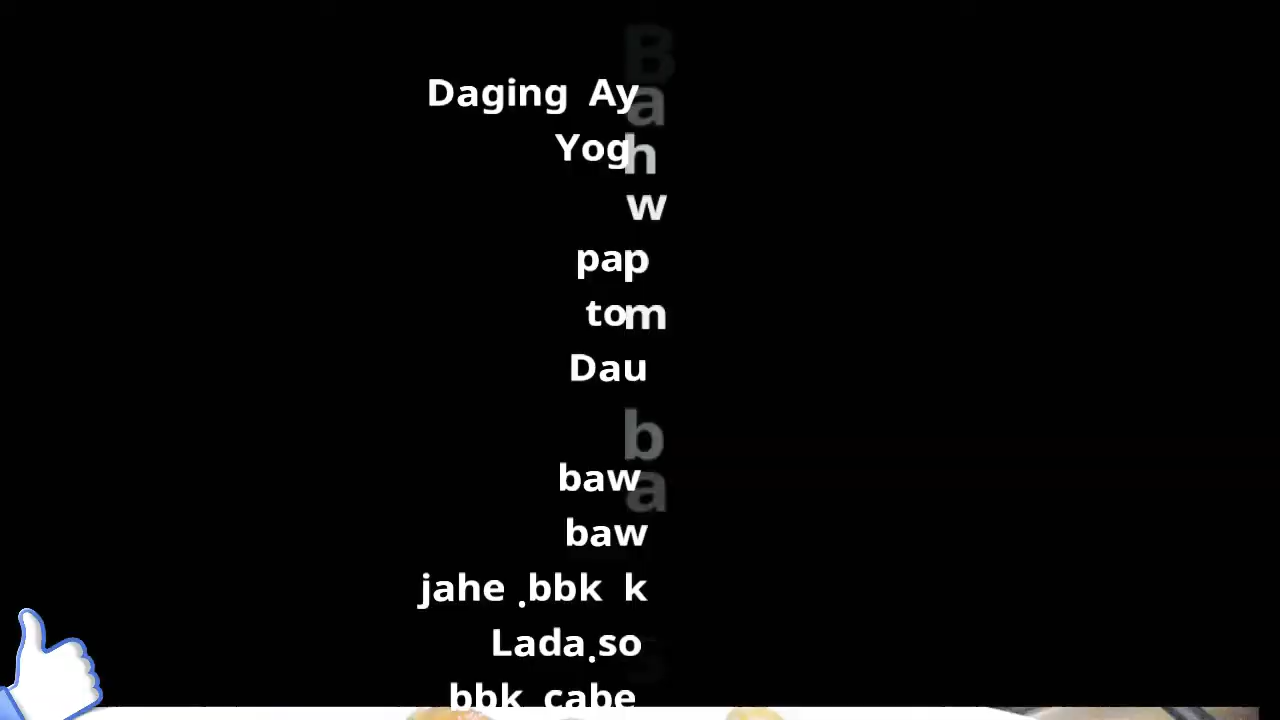 B
Daging Ay
a
Yog
h
w
pap
tom
Dau
b
baw
a
baw
jahe .bbk k
Lada.so
s
bbk cabe